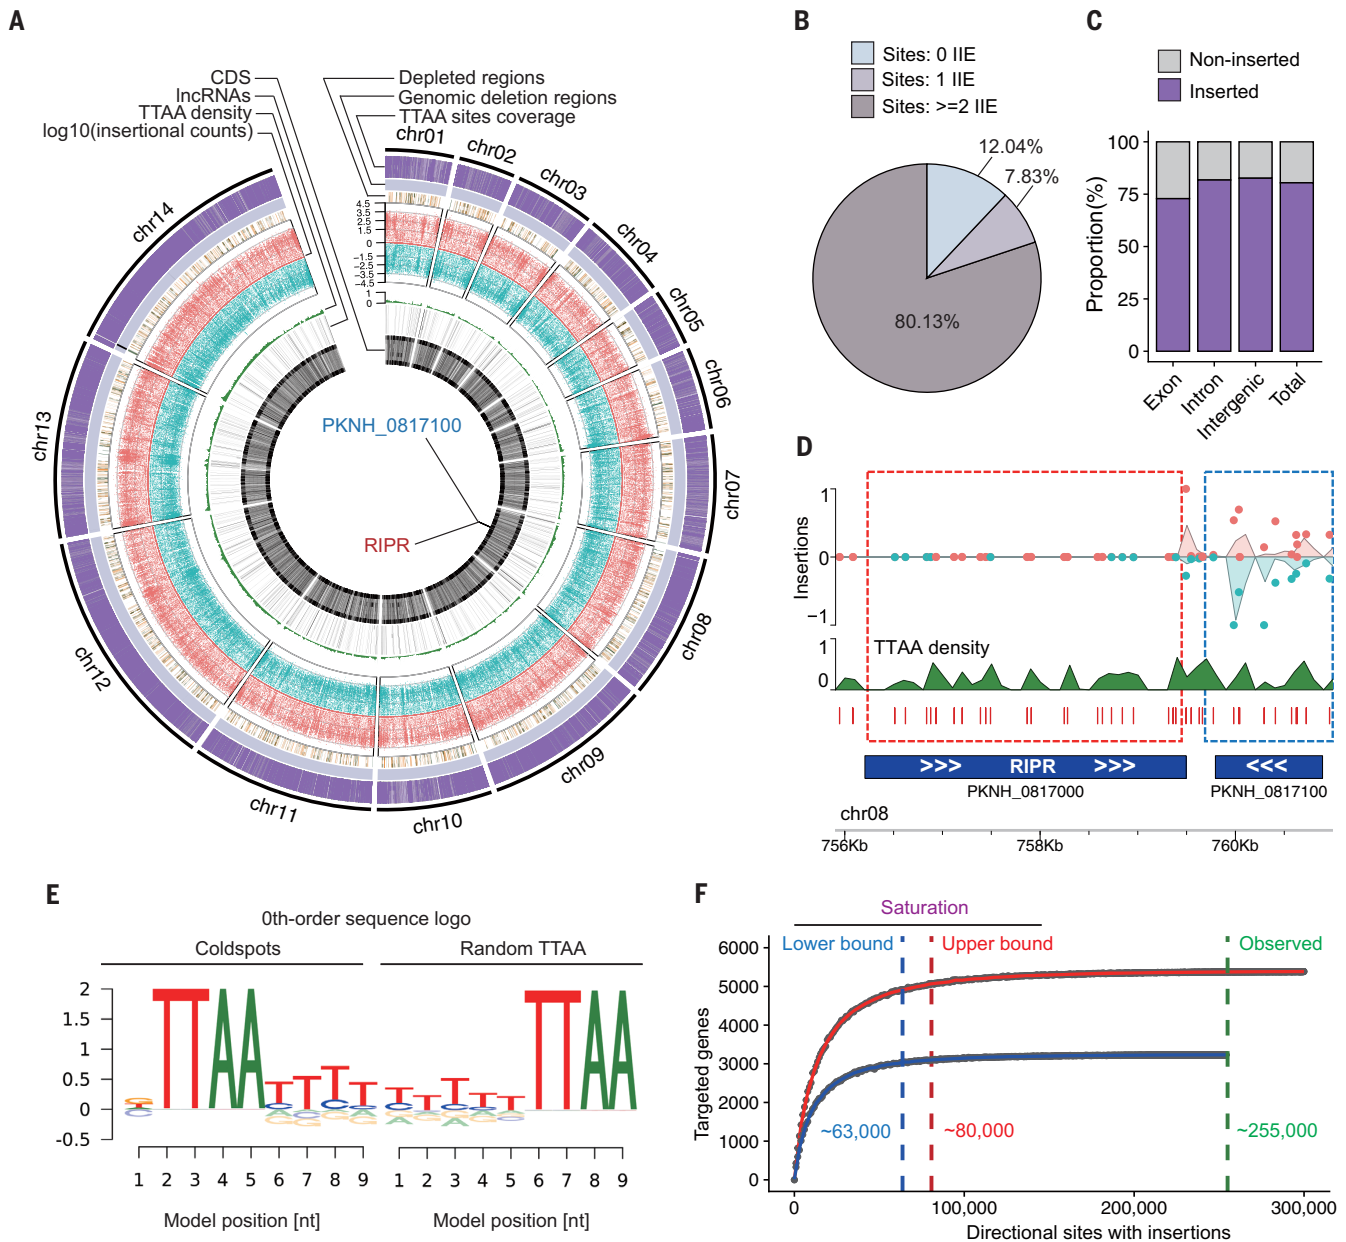 A
CDS
lncRNAs
TTAA density
log10(insertional counts)
Depleted regions
Genomic deletion regions
TTAA sites coverage
chr01
chr02
chr03
chr04
chr05
chr06
chr07
chr08
chr09
chr10
chr11
chr12
chr13
chr14
4.5
3.5
2.5
1.5
0
−1.5
−2.5
−3.5
−4.5
1
0
PKNH_0817100
RIPR
B
Sites: 0 IIE
Sites: 1 IIE
Sites: >=2 IIE
12.04%
7.83%
80.13%
C
Non-inserted
Inserted
Proportion(%)
100
75
50
25
0
Exon
Intron
Intergenic
Total
D
Insertions
1
0
−1
TTAA density
1
0
>>> RIPR >>>
<<<
PKNH_0817000
PKNH_0817100
chr08
756Kb
758Kb
760Kb
E
0th-order sequence logo
Coldspots
Random TTAA
2
1.5
1
0.5
0
-0.5
1 2 3 4 5 6 7 8 9
1 2 3 4 5 6 7 8 9
Model position [nt]
Model position [nt]
F
Saturation
Lower bound
Upper bound
Observed
Targeted genes
6000
5000
4000
3000
2000
1000
0
~63,000
~80,000
~255,000
0
100,000
200,000
300,000
Directional sites with insertions